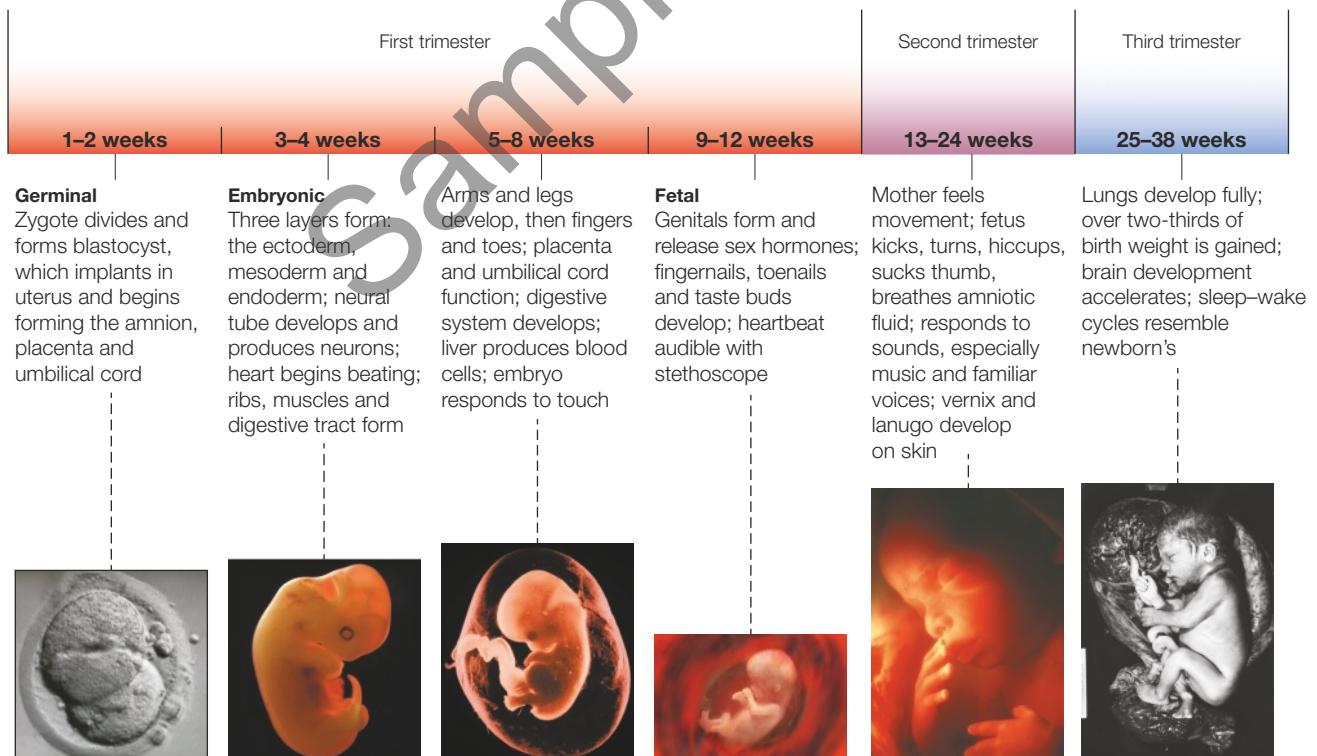 First trimester
Second trimester
Third trimester
1–2 weeks
3–4 weeks
5–8 weeks
9–12 weeks
13–24 weeks
25–38 weeks
Germinal
Zygote divides and
forms blastocyst,
which implants in
uterus and begins
forming the amnion,
placenta and
umbilical cord
Embryonic
Three layers form:
the ectoderm,
mesoderm and
endoderm; neural
tube develops and
produces neurons;
heart begins beating;
ribs, muscles and
digestive tract form
Arms and legs
develop, then fingers
and toes; placenta
and umbilical cord
function; digestive
system develops;
liver produces blood
cells; embryo
responds to touch
Fetal
Genitals form and
release sex hormones;
fingernails, toenails
and taste buds
develop; heartbeat
audible with
stethoscope
Mother feels
movement; fetus
kicks, turns, hiccups,
sucks thumb,
breathes amniotic
fluid; responds to
sounds, especially
music and familiar
voices; vernix and
lanugo develop
on skin
Lungs develop fully;
over two-thirds of
birth weight is gained;
brain development
accelerates; sleep–wake
cycles resemble
newborn’s
Sampl